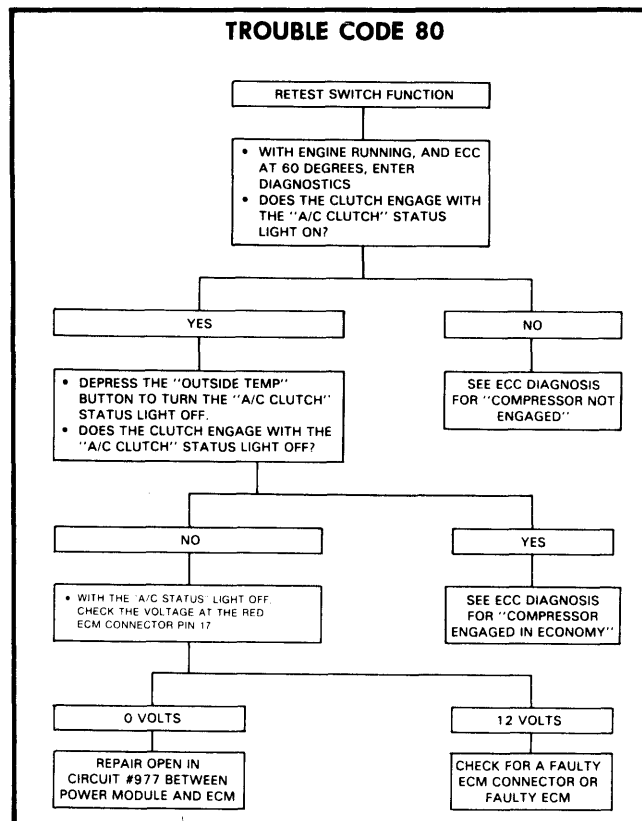 TROUBLE CODE 80
RETEST SWITCH FUNCTION
• WITH ENGINE RUNNING, AND ECC
AT 60 DEGREES, ENTER
DIAGNOSTICS
• DOES THE CLUTCH ENGAGE WITH
THE "A/C CLUTCH" STATUS
LIGHT ON?
YES
NO
• DEPRESS THE "OUTSIDE TEMP"
BUTTON TO TURN THE "A/C CLUTCH"
STATUS LIGHT OFF.
• DOES THE CLUTCH ENGAGE WITH THE
"A/C CLUTCH" STATUS LIGHT OFF?
SEE ECC DIAGNOSIS
FOR "COMPRESSOR NOT
ENGAGED"
NO
YES
• WITH THE "A/C STATUS" LIGHT OFF.
CHECK THE VOLTAGE AT THE RED
ECM CONNECTOR PIN 17
SEE ECC DIAGNOSIS
FOR "COMPRESSOR
ENGAGED IN ECONOMY"
0 VOLTS
12 VOLTS
REPAIR OPEN IN
CIRCUIT #977 BETWEEN
POWER MODULE AND ECM
CHECK FOR A FAULTY
ECM CONNECTOR OR
FAULTY ECM